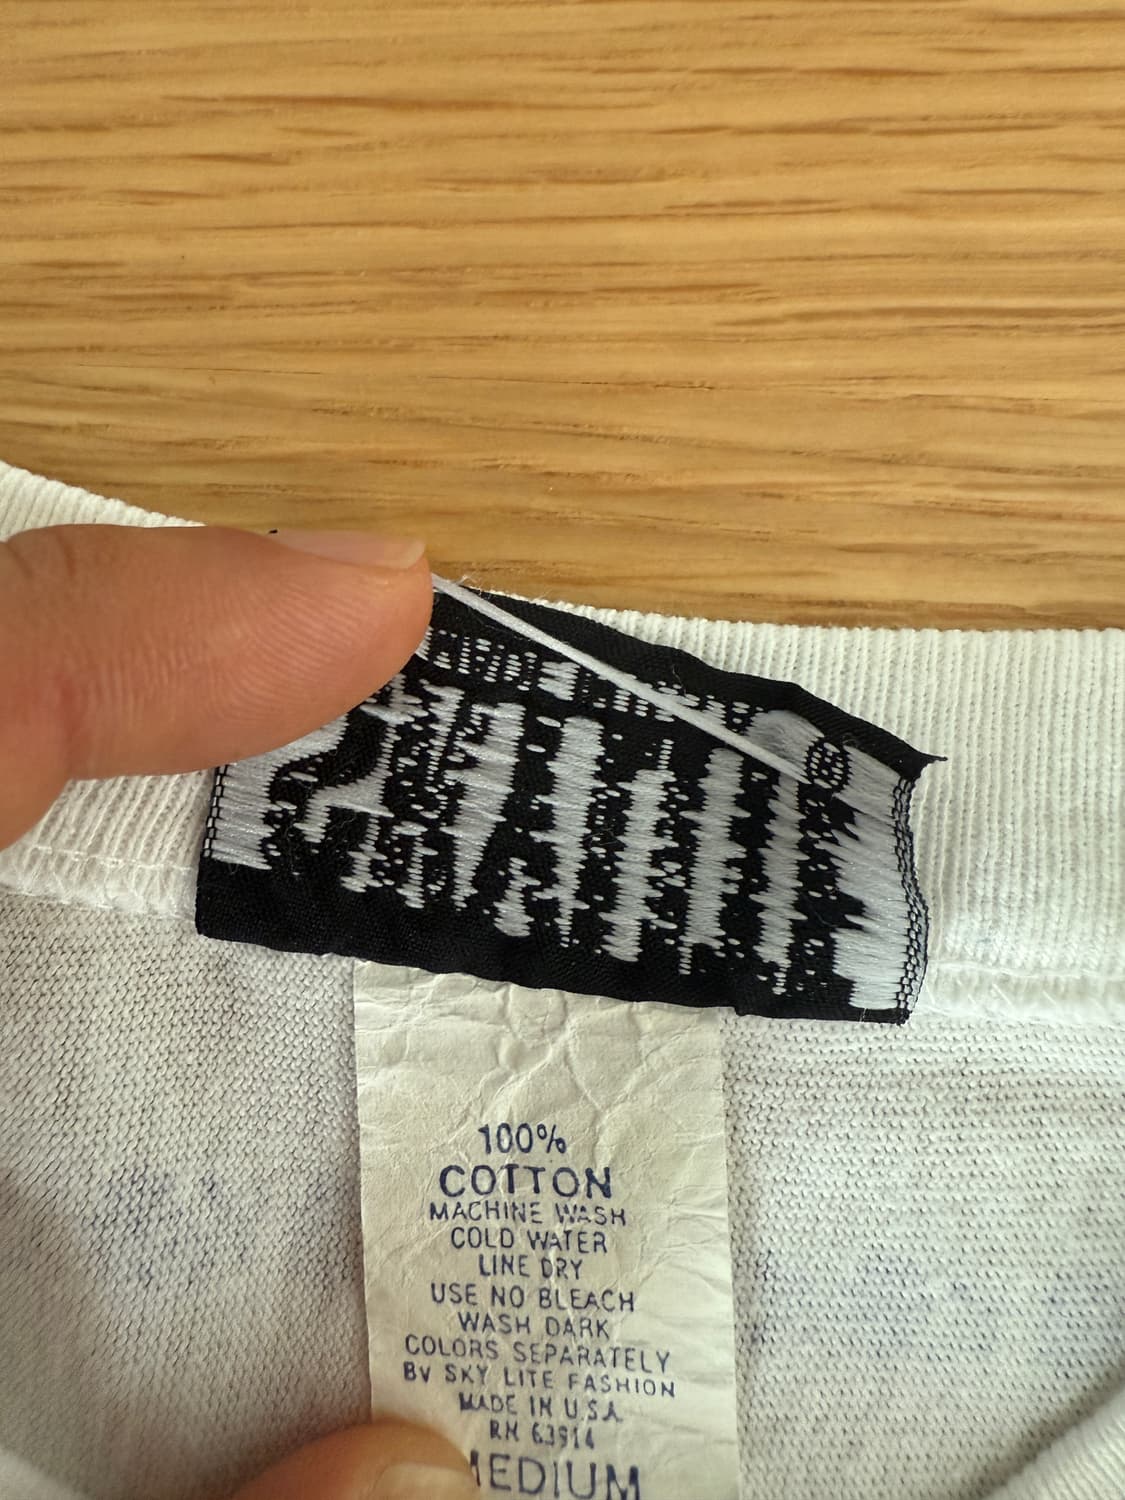 ®
100%
COTTON
MACHINE WASH
COLD WATER
LINE DRY
USE NO BLEACH
WASH DARK
COLORS SEPARATELY
BV SKY LITE FASHION
MADE IN U.S.A.
RN 63914
MEDIUM